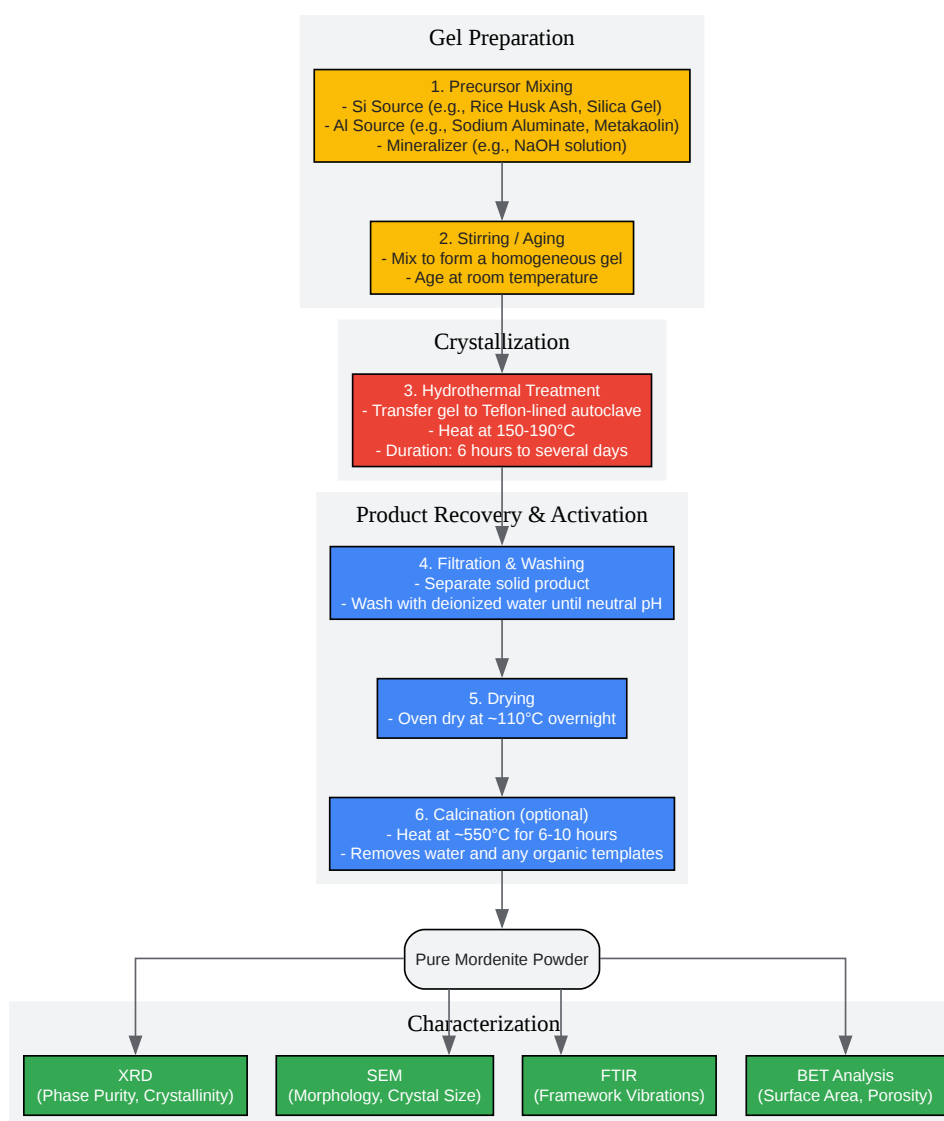 Gel Preparation
1. Precursor Mixing
- Si Source (e.g., Rice Husk Ash, Silica Gel)
- Al Source (e.g., Sodium Aluminate, Metakaolin)
- Mineralizer (e.g., NaOH solution)
2. Stirring / Aging
- Mix to form a homogeneous gel
- Age at room temperature
Crystallization
3. Hydrothermal Treatment
- Transfer gel to Teflon-lined autoclave
- Heat at 150-190°C
- Duration: 6 hours to several days
Product Recovery & Activation
4. Filtration & Washing
- Separate solid product
- Wash with deionized water until neutral pH
5. Drying
- Oven dry at ~110°C overnight
6. Calcination (optional)
- Heat at ~550°C for 6-10 hours
- Removes water and any organic templates
Pure Mordenite Powder
Characterization
XRD
(Phase Purity, Crystallinity)
SEM
(Morphology, Crystal Size)
FTIR
(Framework Vibrations)
BET Analysis
(Surface Area, Porosity)